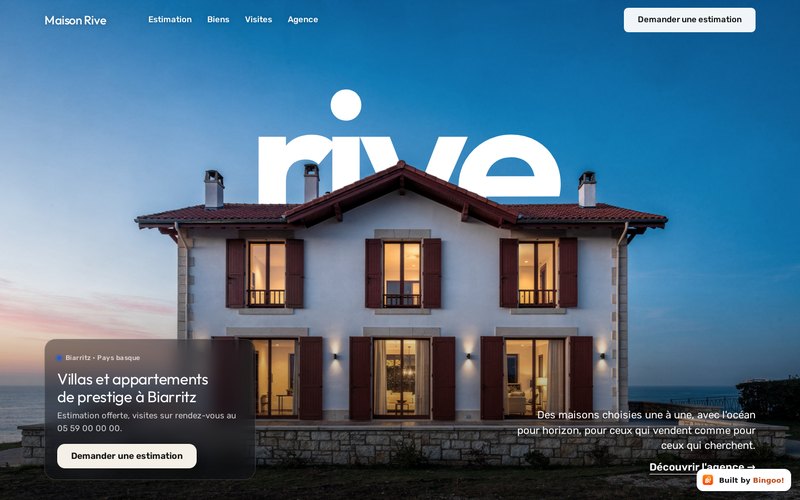 Maison Rive
Estimation
Biens
Visites
Agence
Demander une estimation
rive
Biarritz • Pays basque
Villas et appartements
de prestige à Biarritz
Estimation offerte, visites sur rendez-vous au
05 59 00 00 00.
Demander une estimation
Des maisons choisies une à une, avec l'océan
pour horizon, pour ceux qui vendent comme pour
ceux qui cherchent.
Découvrir l'agence →
Built by Bingoo!